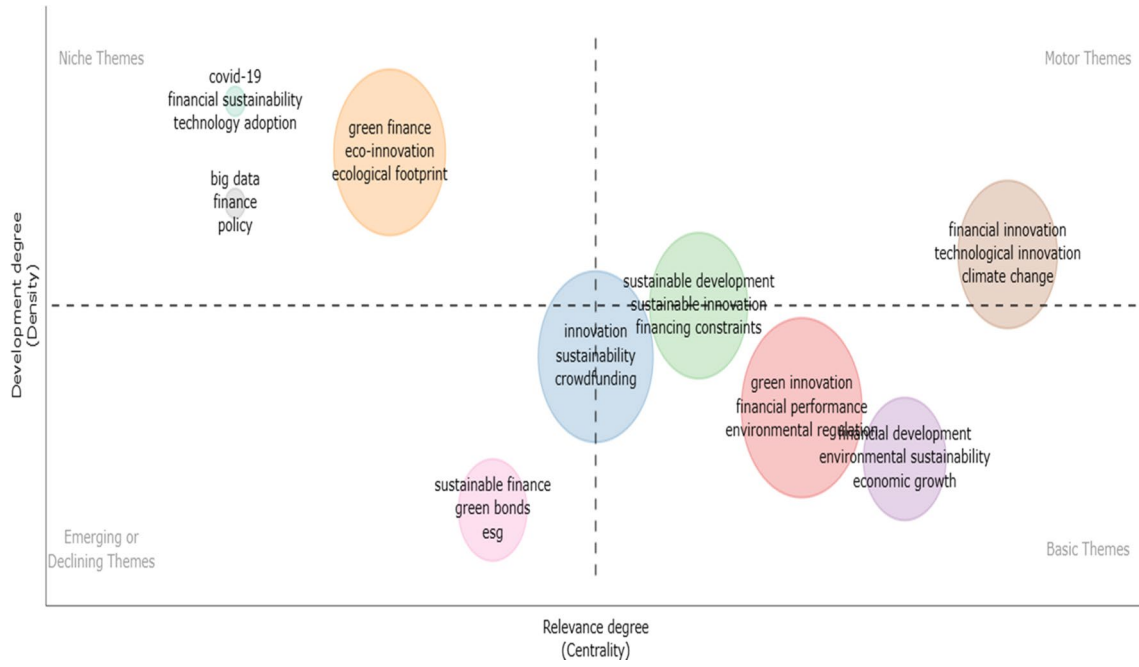 Niche Themes
Motor Themes
covid-19
financial sustainability
technology adoption
green finance
eco-innovation
ecological footprint
big data
finance
policy
financial innovation
technological innovation
climate change
sustainable development
sustainable innovation
financing constraints
innovation
sustainability
crowdfunding
green innovation
financial performance
environmental regulation
financial development
environmental sustainability
economic growth
sustainable finance
green bonds
esg
Emerging or
Declining Themes
Basic Themes
Development degree
(Density)
Relevance degree
(Centrality)